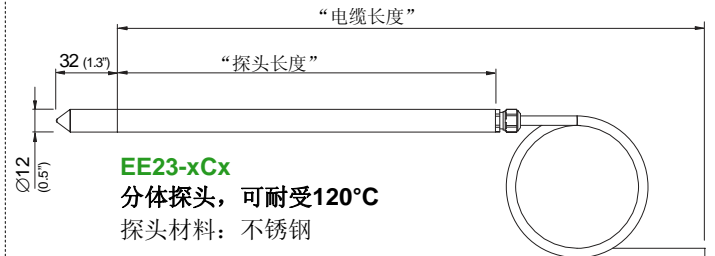 “电缆长度”
32 (1.3")
“探头长度”
Ø12
(0.5")
EE23-xCx
分体探头，可耐受120°C
探头材料：不锈钢